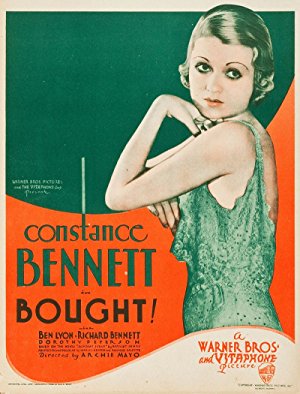 WARNER BROS. PICTURES
AND THE VITAPHONE Corp.
present
constance
BENNETT
in
BOUGHT!
with
BEN LYON • RICHARD BENNETT
DOROTHY PETERSON
Directed by ARCHIE MAYO
a
WARNER BROS
and VITAPHONE
picture